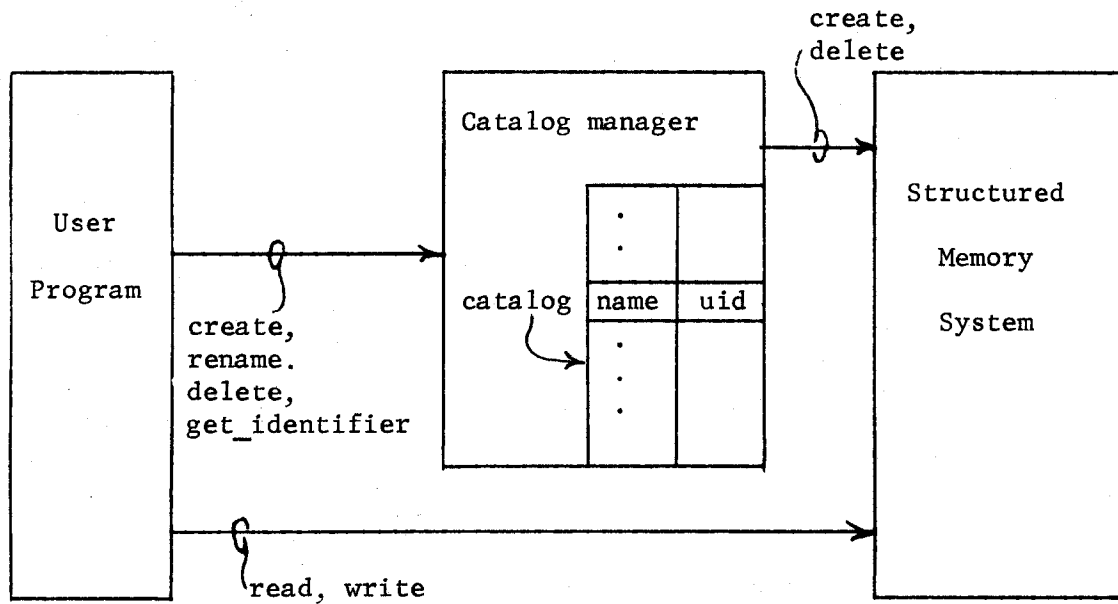 create,
delete
Catalog manager
User
Program
Structured
Memory
System
catalog
name
uid
create,
rename.
delete,
get_identifier
read, write